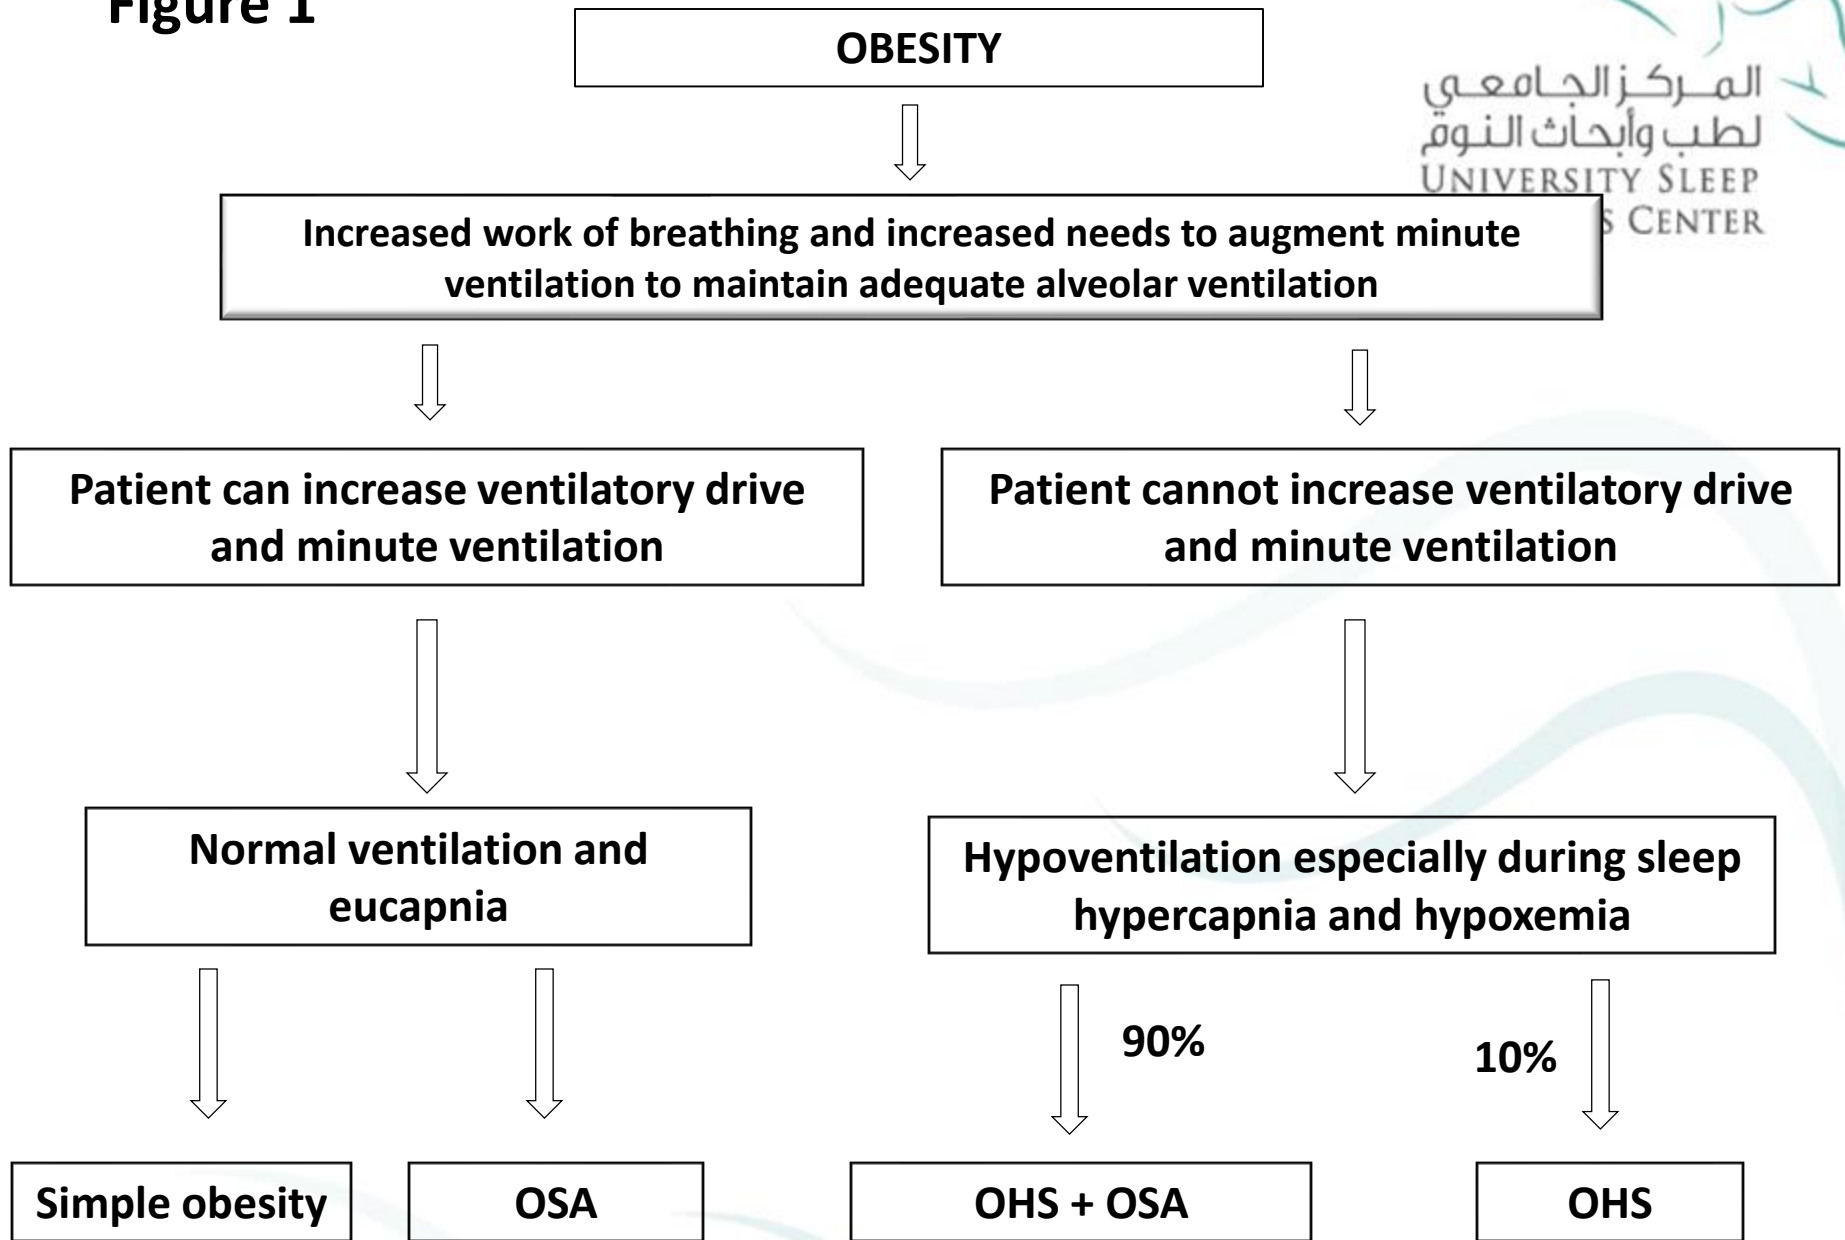 Figure 1
OBESITY
المركز الجامعي
لطب وأبحاث النوم
UNIVERSITY SLEEP
S CENTER
Increased work of breathing and increased needs to augment minute
ventilation to maintain adequate alveolar ventilation
Patient can increase ventilatory drive
and minute ventilation
Patient cannot increase ventilatory drive
and minute ventilation
Normal ventilation and
eucapnia
Hypoventilation especially during sleep
hypercapnia and hypoxemia
90%
10%
Simple obesity
OSA
OHS + OSA
OHS